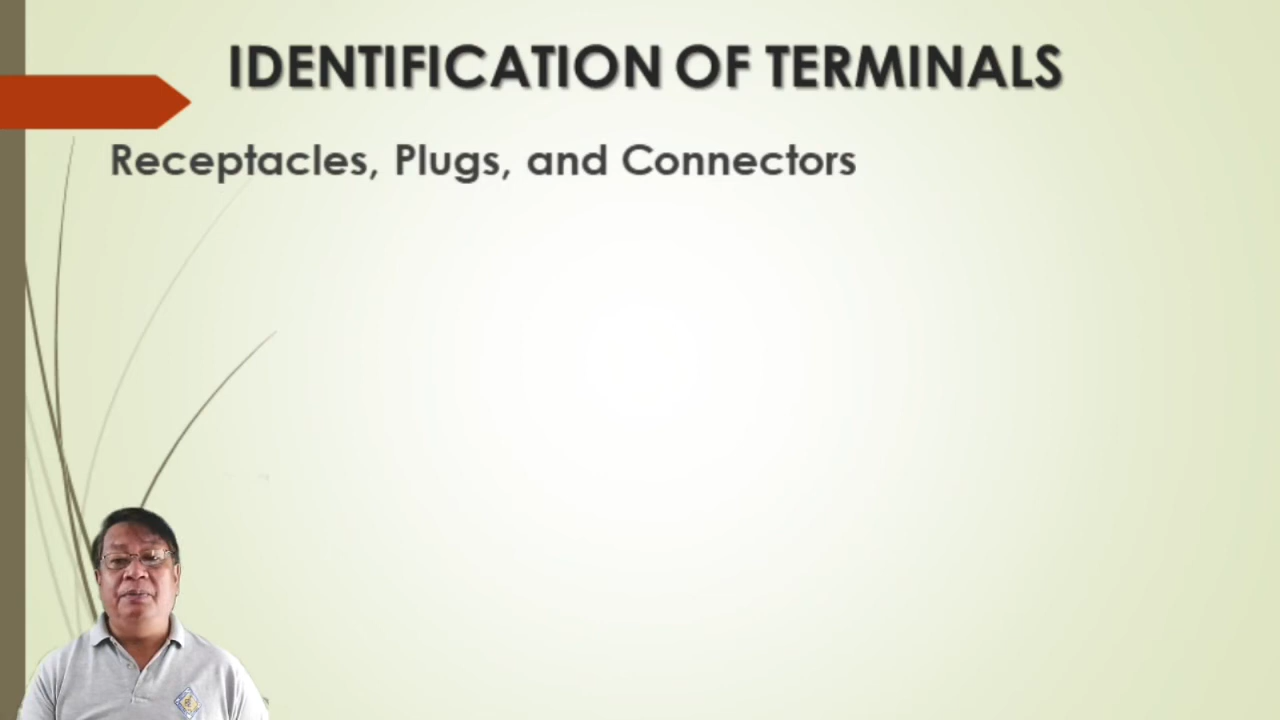 IDENTIFICATION OF TERMINALS
Receptacles, Plugs, and Connectors